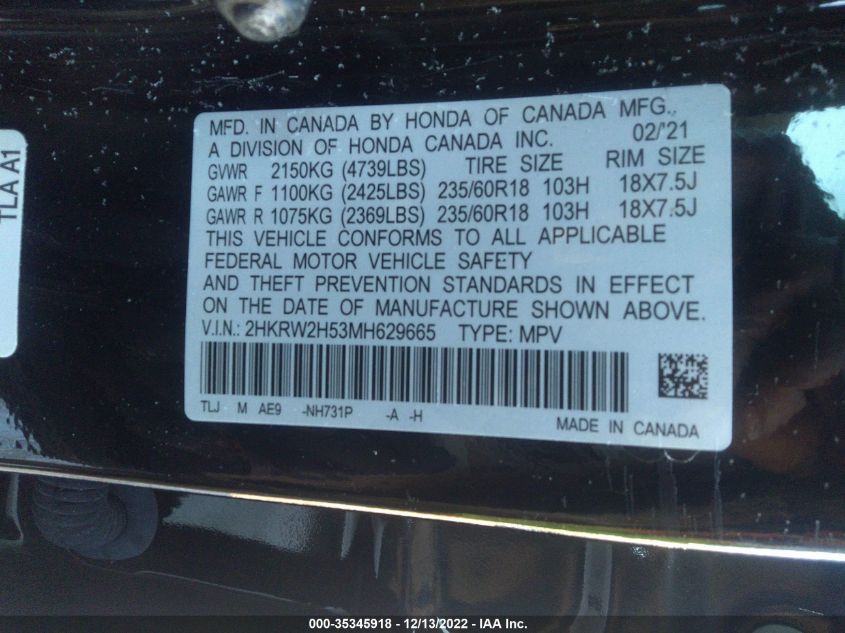 TLA A1
MFD. IN CANADA BY HONDA OF CANADA MFG.,
A DIVISION OF HONDA CANADA INC. 02/'21
GVWR 2150KG (4739LBS) TIRE SIZE RIM SIZE
GAWR F 1100KG (2425LBS) 235/60R18 103H 18X7.5J
GAWR R 1075KG (2369LBS) 235/60R18 103H 18X7.5J
THIS VEHICLE CONFORMS TO ALL APPLICABLE
FEDERAL MOTOR VEHICLE SAFETY
AND THEFT PREVENTION STANDARDS IN EFFECT
ON THE DATE OF MANUFACTURE SHOWN ABOVE.
V.I.N.: 2HKRW2H53MH629665 TYPE: MPV
TLJ M AE9 -NH731P -A -H
MADE IN CANADA
000-35345918 - 12/13/2022 - IAA Inc.